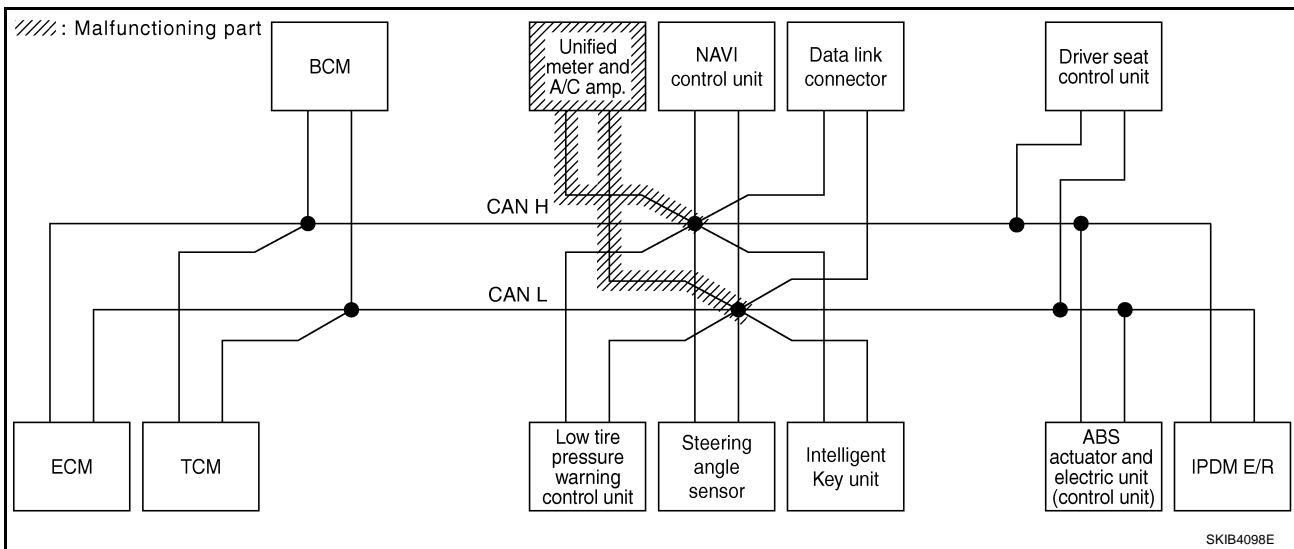 : Malfunctioning part
BCM
Unified
meter and
A/C amp.
NAVI
control unit
Data link
connector
Driver seat
control unit
CAN H
CAN L
ECM
TCM
Low tire
pressure
warning
control unit
Steering
angle
sensor
Intelligent
Key unit
ABS
actuator and
electric unit
(control unit)
IPDM E/R
SKIB4098E